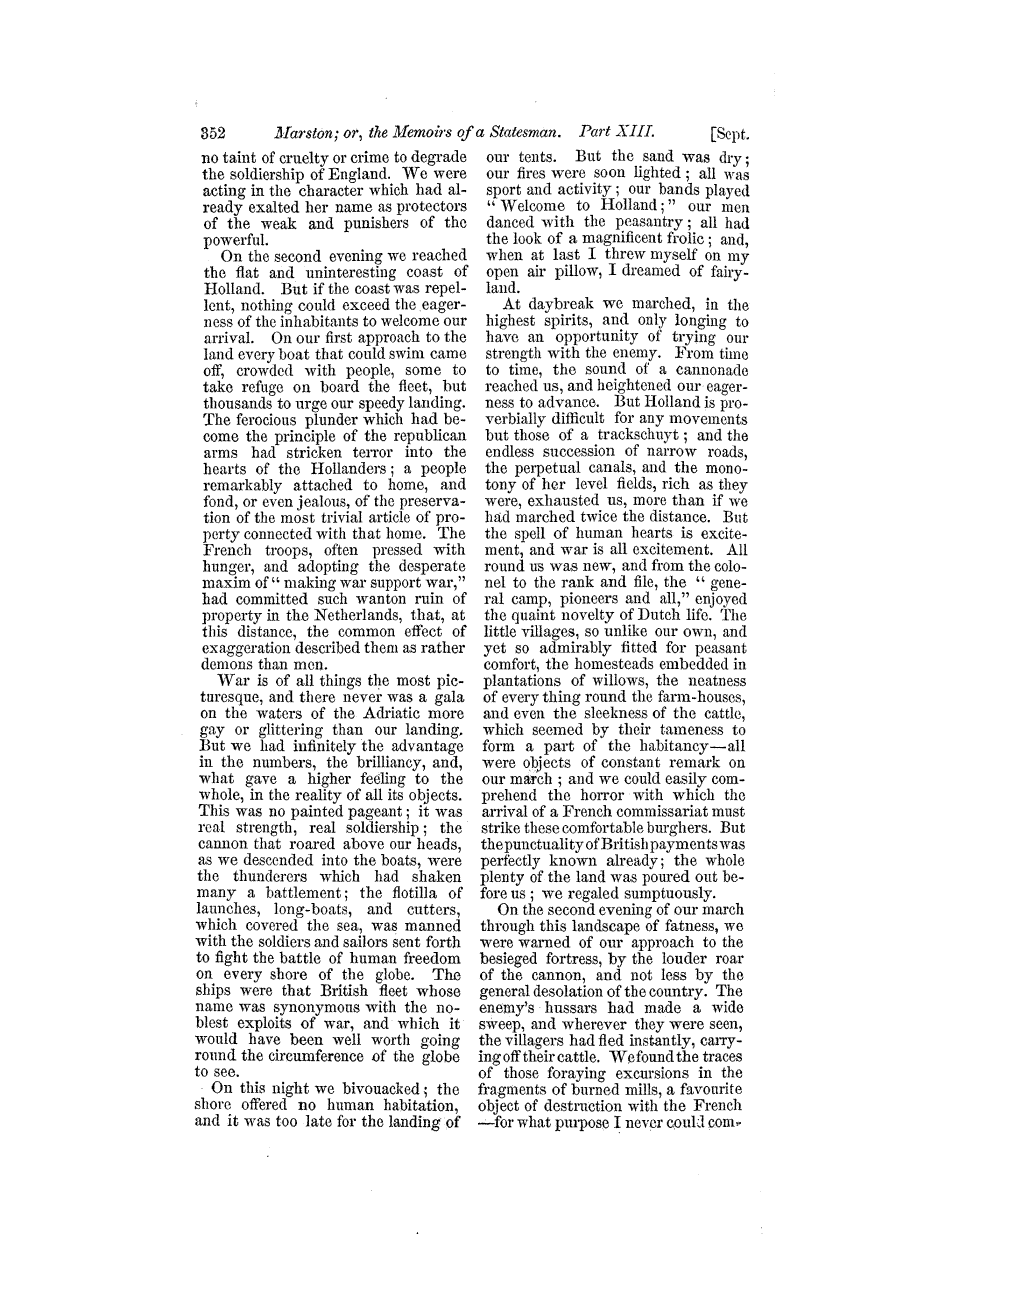 352 Marston; or, the Memoirs of a Statesman. Part XIII. [Sept.
no taint of cruelty or crime to degrade
the soldiership of England. We were
acting in the character which had al-
ready exalted her name as protectors
of the weak and punishers of the
powerful.
On the second evening we reached
the flat and uninteresting coast of
Holland. But if the coast was repel-
lent, nothing could exceed the eager-
ness of the inhabitants to welcome our
arrival. On our first approach to the
land every boat that could swim came
off, crowded with people, some to
take refuge on board the fleet, but
thousands to urge our speedy landing.
The ferocious plunder which had be-
come the principle of the republican
arms had stricken terror into the
hearts of the Hollanders; a people
remarkably attached to home, and
fond, or even jealous, of the preserva-
tion of the most trivial article of pro-
perty connected with that home. The
French troops, often pressed with
hunger, and adopting the desperate
maxim of "making war support war,"
had committed such wanton ruin of
property in the Netherlands, that, at
this distance, the common effect of
exaggeration described them as rather
demons than men.
War is of all things the most pic-
turesque, and there never was a gala
on the waters of the Adriatic more
gay or glittering than our landing.
But we had infinitely the advantage
in the numbers, the brilliancy, and,
what gave a higher feeling to the
whole, in the reality of all its objects.
This was no painted pageant; it was
real strength, real soldiership; the
cannon that roared above our heads,
as we descended into the boats, were
the thunderers which had shaken
many a battlement; the flotilla of
launches, long-boats, and cutters,
which covered the sea, was manned
with the soldiers and sailors sent forth
to fight the battle of human freedom
on every shore of the globe. The
ships were that British fleet whose
name was synonymous with the no-
blest exploits of war, and which it
would have been well worth going
round the circumference of the globe
to see.
On this night we bivouacked; the
shore offered no human habitation,
and it was too late for the landing of
our tents. But the sand was dry;
our fires were soon lighted; all was
sport and activity; our bands played
"Welcome to Holland;" our men
danced with the peasantry; all had
the look of a magnificent frolic; and,
when at last I threw myself on my
open air pillow, I dreamed of fairy-
land.
At daybreak we marched, in the
highest spirits, and only longing to
have an opportunity of trying our
strength with the enemy. From time
to time, the sound of a cannonade
reached us, and heightened our eager-
ness to advance. But Holland is pro-
verbially difficult for any movements
but those of a trackschuyt; and the
endless succession of narrow roads,
the perpetual canals, and the mono-
tony of her level fields, rich as they
were, exhausted us, more than if we
had marched twice the distance. But
the spell of human hearts is excite-
ment, and war is all excitement. All
round us was new, and from the colo-
nel to the rank and file, the "gene-
ral camp, pioneers and all," enjoyed
the quaint novelty of Dutch life. The
little villages, so unlike our own, and
yet so admirably fitted for peasant
comfort, the homesteads embedded in
plantations of willows, the neatness
of every thing round the farm-houses,
and even the sleekness of the cattle,
which seemed by their tameness to
form a part of the habitancy—all
were objects of constant remark on
our march; and we could easily com-
prehend the horror with which the
arrival of a French commissariat must
strike these comfortable burghers. But
the punctuality of British payments was
perfectly known already; the whole
plenty of the land was poured out be-
fore us; we regaled sumptuously.
On the second evening of our march
through this landscape of fatness, we
were warned of our approach to the
besieged fortress, by the louder roar
of the cannon, and not less by the
general desolation of the country. The
enemy's hussars had made a wide
sweep, and wherever they were seen,
the villagers had fled instantly, carry-
ing off their cattle. We found the traces
of those foraying excursions in the
fragments of burned mills, a favourite
object of destruction with the French
—for what purpose I never could com-